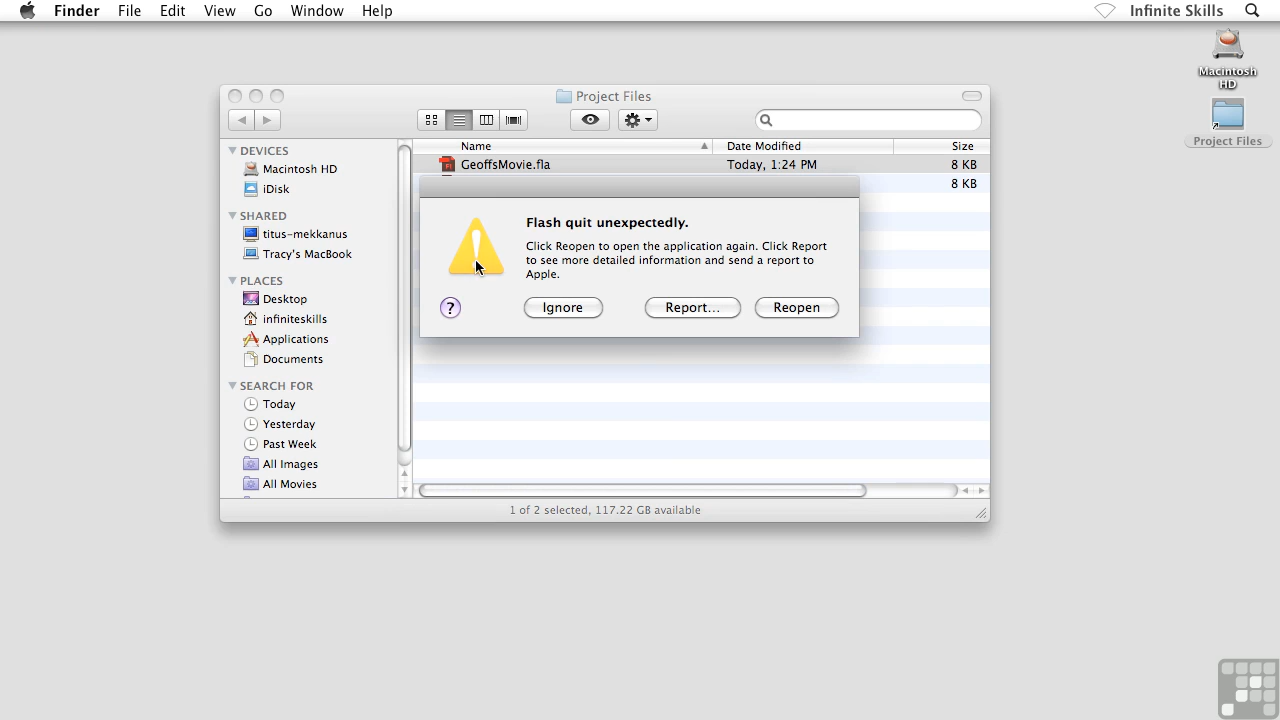 Finder File Edit View Go Window Help Infinite Skills
Macintosh HD
Project Files
Project Files
Name Date Modified Size
GeoffsMovie.fla Today, 1:24 PM 8 KB
8 KB
DEVICES
Macintosh HD
iDisk
SHARED
titus-mekkanus
Tracy's MacBook
PLACES
Desktop
infiniteskills
Applications
Documents
SEARCH FOR
Today
Yesterday
Past Week
All Images
All Movies
Flash quit unexpectedly.
Click Reopen to open the application again. Click Report
to see more detailed information and send a report to
Apple.
? Ignore Report... Reopen
1 of 2 selected, 117.22 GB available